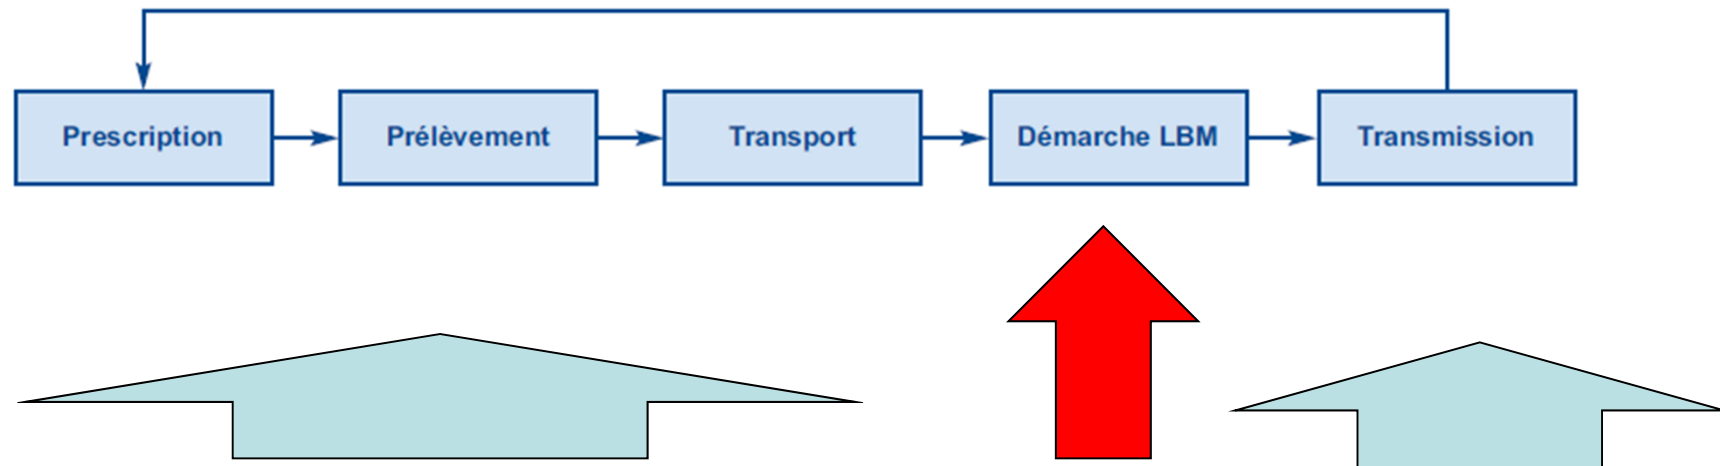 Prescription
Prélèvement
Transport
Démarche LBM
Transmission